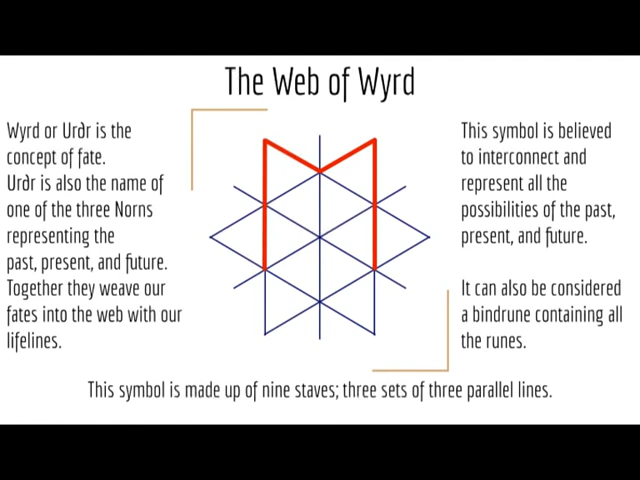 The Web of Wyrd
Wyrd or Urðr is the
concept of fate.
Urðr is also the name of
one of the three Norns
representing the
past, present, and future.
Together they weave our
fates into the web with our
lifelines.
This symbol is believed
to interconnect and
represent all the
possibilities of the past,
present, and future.
It can also be considered
a bindrune containing all
the runes.
This symbol is made up of nine staves; three sets of three parallel lines.